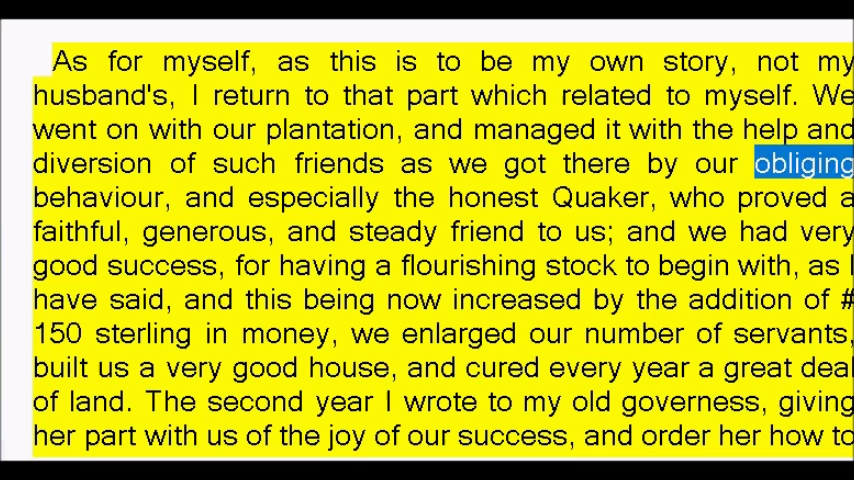 As for myself, as this is to be my own story, not my
husband's, I return to that part which related to myself. We
went on with our plantation, and managed it with the help and
diversion of such friends as we got there by our obliging
behaviour, and especially the honest Quaker, who proved a
faithful, generous, and steady friend to us; and we had very
good success, for having a flourishing stock to begin with, as I
have said, and this being now increased by the addition of #
150 sterling in money, we enlarged our number of servants,
built us a very good house, and cured every year a great deal
of land. The second year I wrote to my old governess, giving
her part with us of the joy of our success, and order her how to